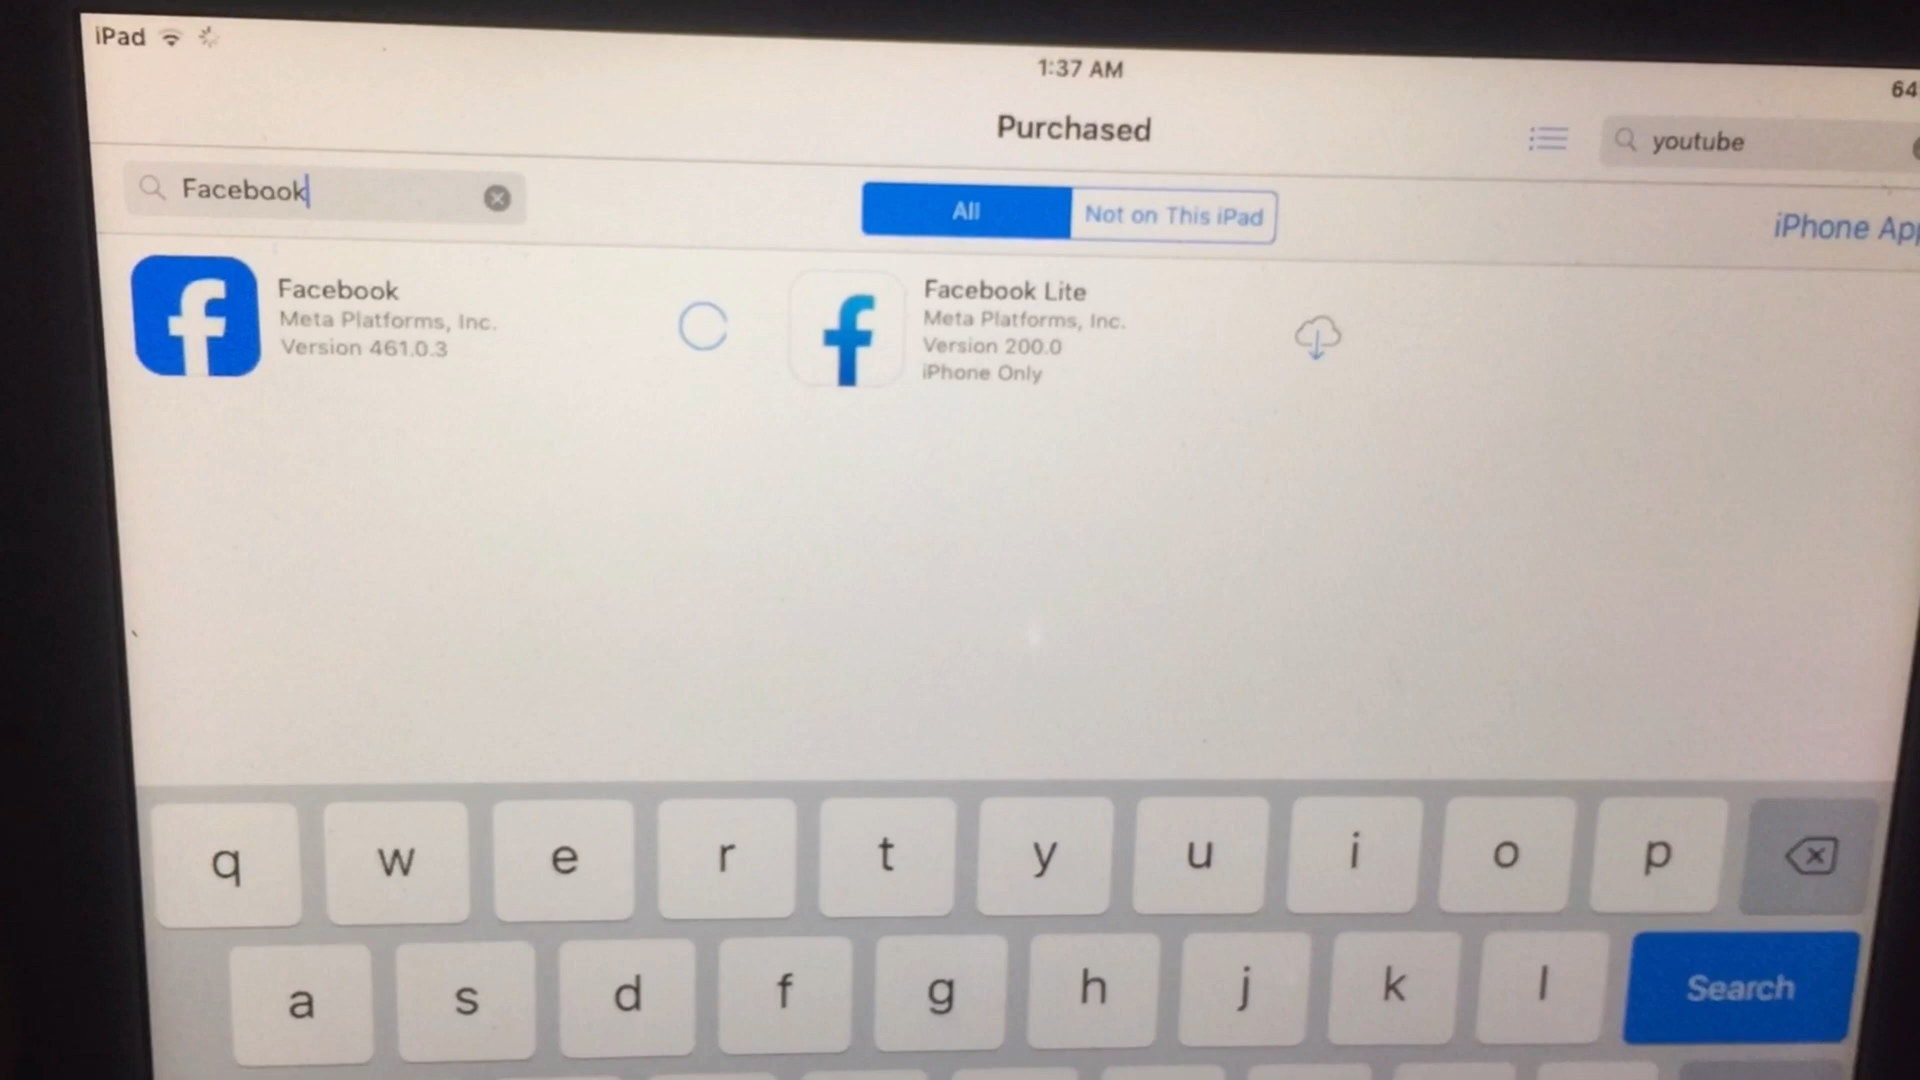 iPad
1:37 AM
64
Purchased
youtube
Facebook
All
Not on This iPad
iPhone App
Facebook
Meta Platforms, Inc.
Version 461.0.3
Facebook Lite
Meta Platforms, Inc.
Version 200.0
iPhone Only
q w e r t y u i o p
a s d f g h j k l Search